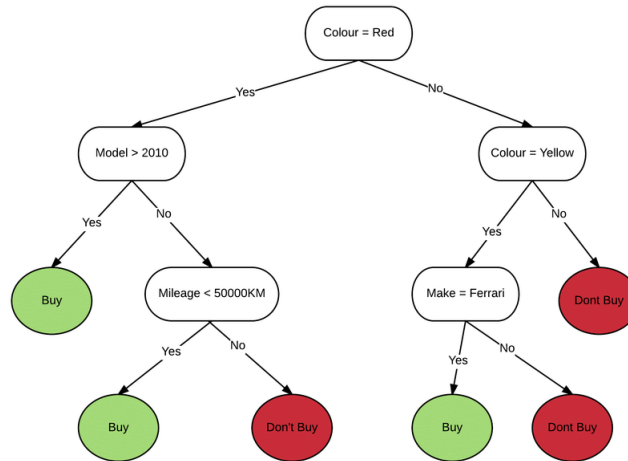 Colour = Red
Yes
No
Model > 2010
Colour = Yellow
Yes
No
Yes
No
Buy
Mileage < 50000KM
Make = Ferrari
Dont Buy
Yes
No
Yes
No
Buy
Don't Buy
Buy
Dont Buy